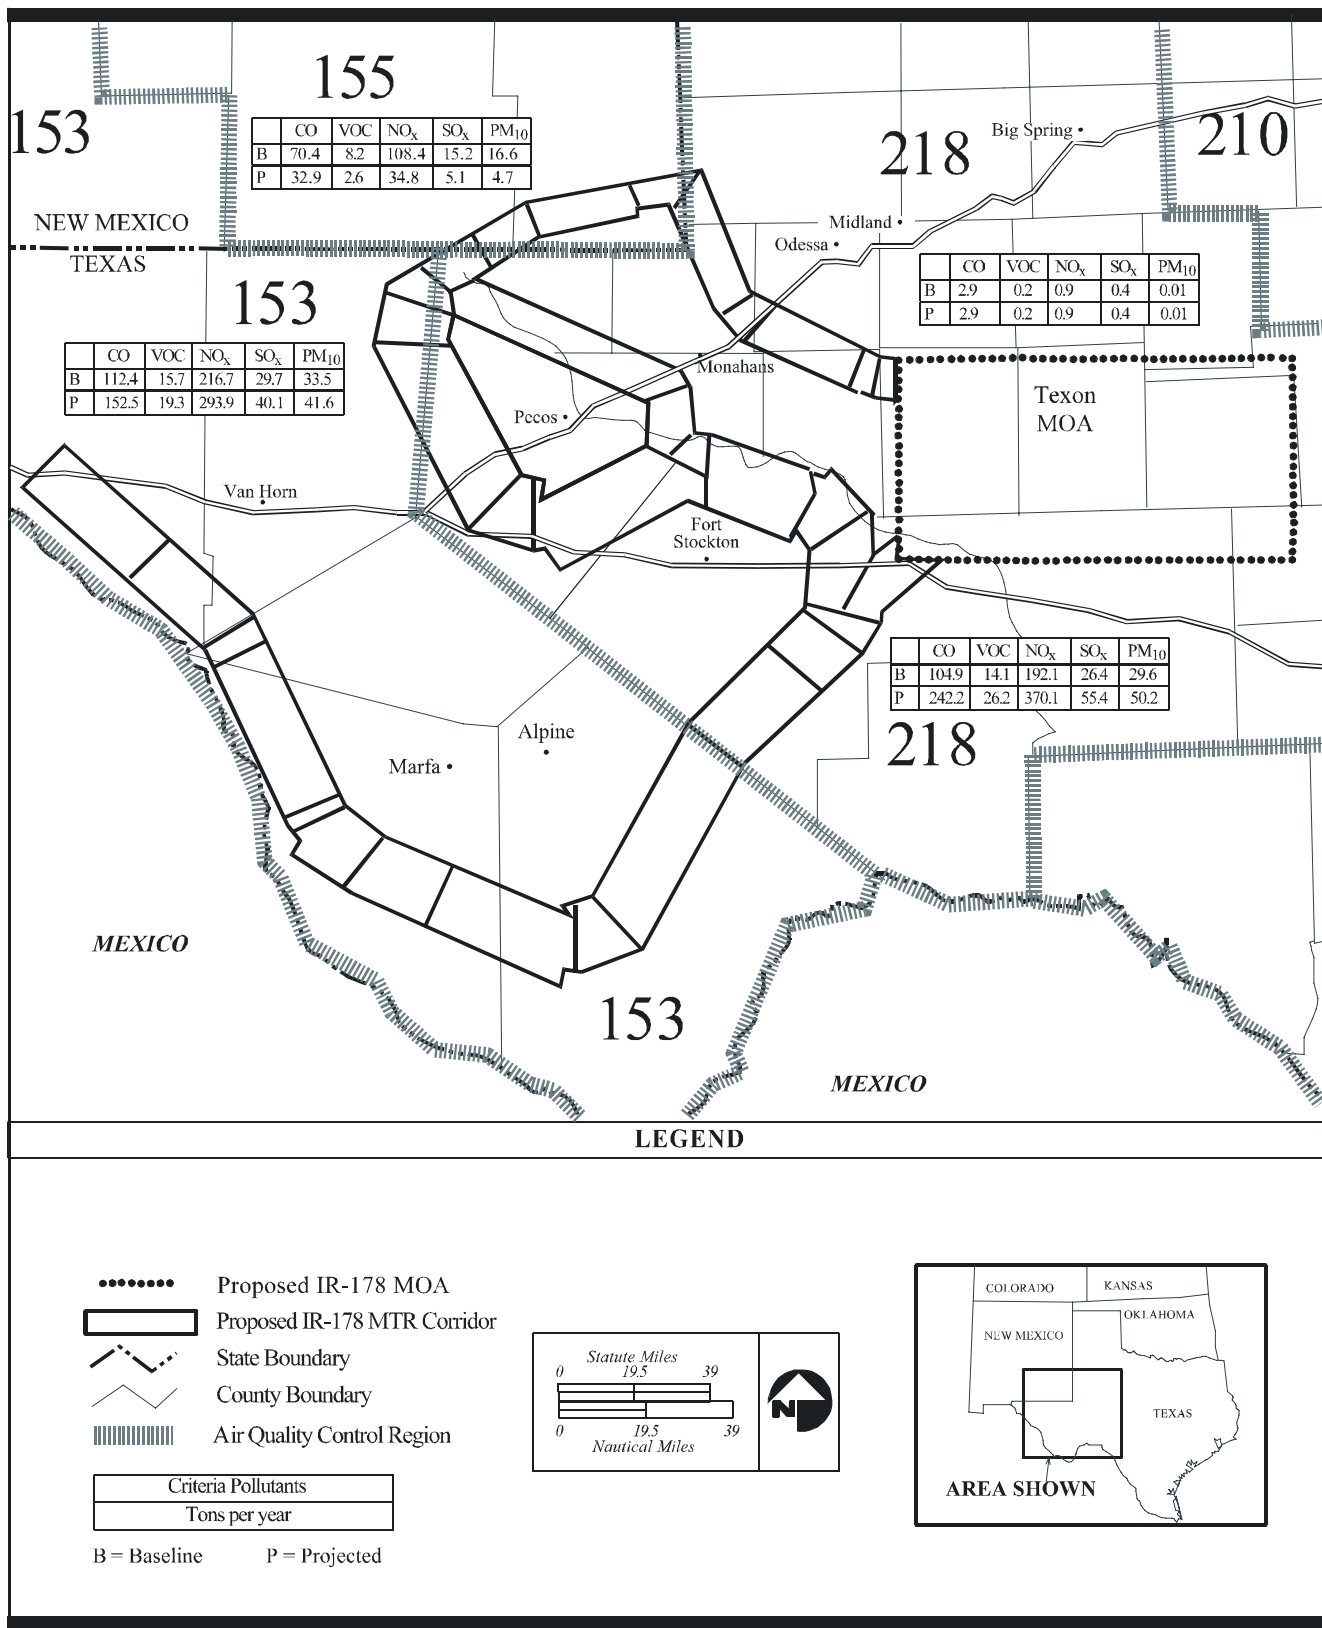 155
153
CO VOC NOx SOx PM10
B 70.4 8.2 108.4 15.2 16.6
P 32.9 2.6 34.8 5.1 4.7
218
Big Spring
210
NEW MEXICO
TEXAS
Midland
Odessa
153
CO VOC NOx SOx PM10
B 2.9 0.2 0.9 0.4 0.01
P 2.9 0.2 0.9 0.4 0.01
CO VOC NOx SOx PM10
B 112.4 15.7 216.7 29.7 33.5
P 152.5 19.3 293.9 40.1 41.6
Monahans
Texon
MOA
Pecos
Van Horn
Fort
Stockton
CO VOC NOx SOx PM10
B 104.9 14.1 192.1 26.4 29.6
P 242.2 26.2 370.1 55.4 50.2
218
Alpine
Marfa
MEXICO
153
MEXICO
LEGEND
Proposed IR-178 MOA
Proposed IR-178 MTR Corridor
State Boundary
County Boundary
Air Quality Control Region
Criteria Pollutants
Tons per year
B = Baseline P = Projected
Statute Miles
0 19.5 39
0 19.5 39
Nautical Miles
N
COLORADO KANSAS
OKLAHOMA
NEW MEXICO
TEXAS
AREA SHOWN